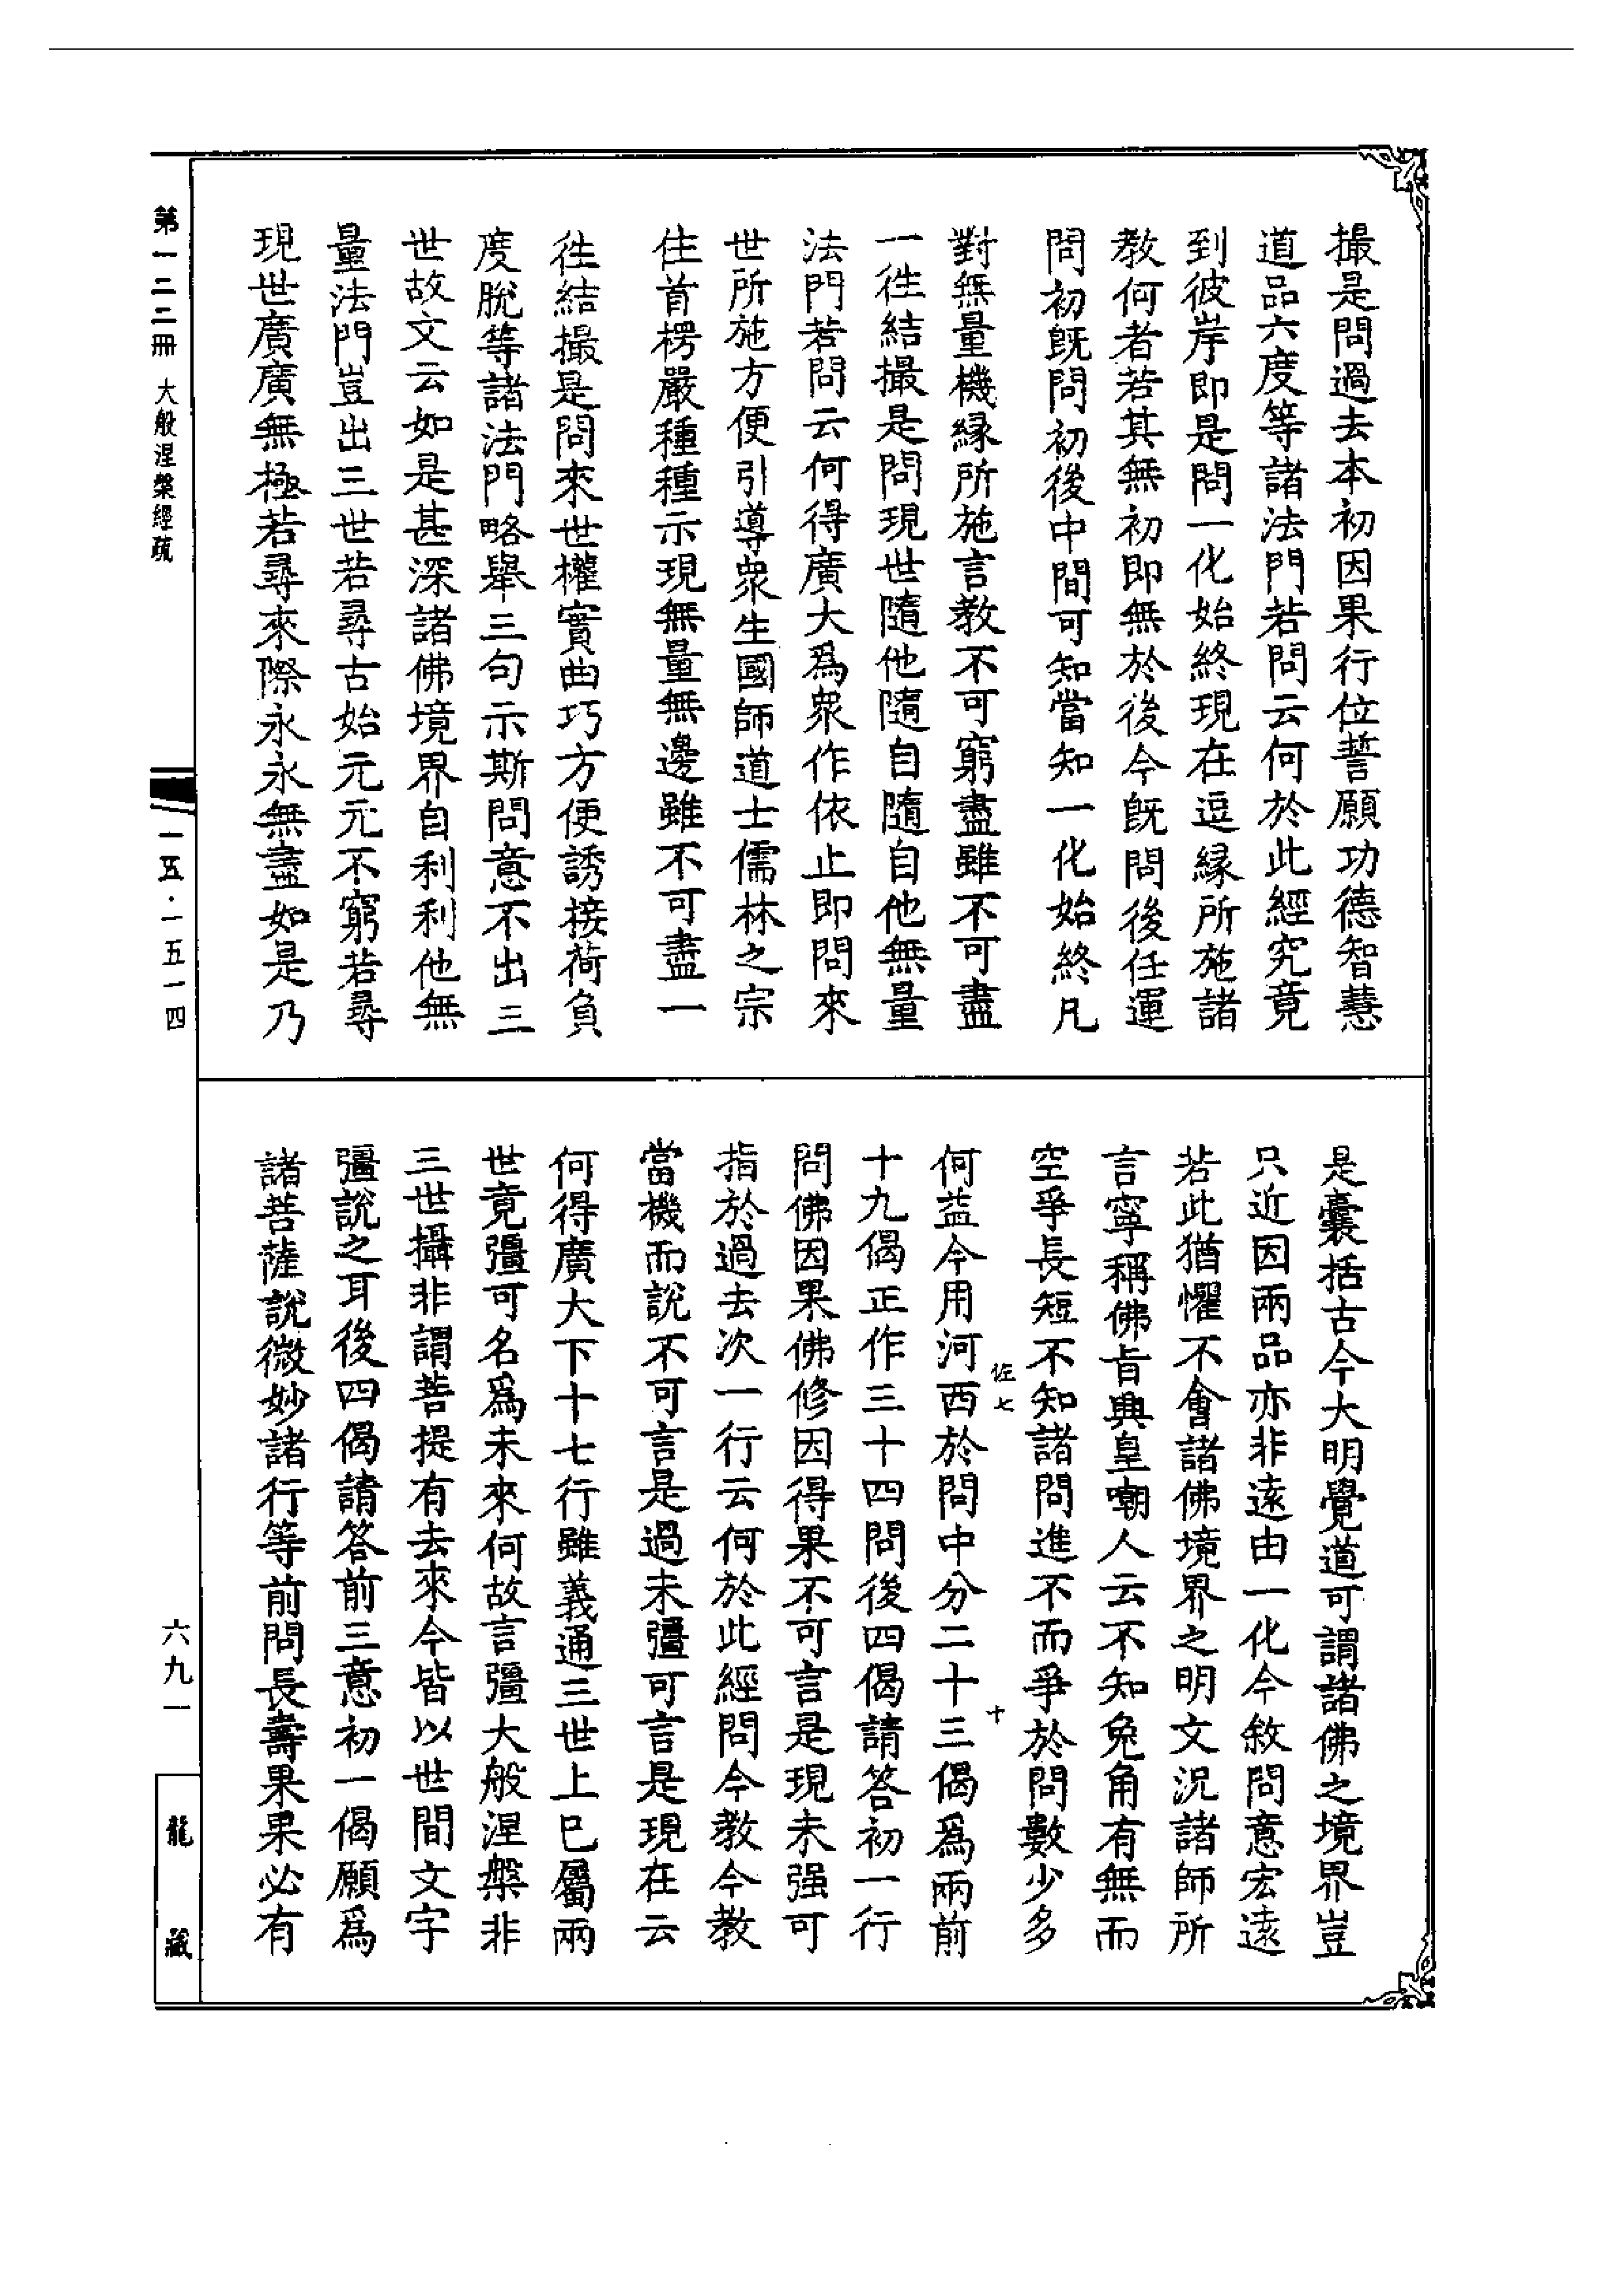 撮是問過去本初因果行位誓願功德智慧
道品六度等諸法門若問云何於此經究竟
到彼岸即是問一化始終現在逗緣所施諸
教何者若其無初即無於後今既問後任運
問初既問初後中間可知當知一化始終凡
對無量機緣所施言教不可窮盡雖不可盡
一往結撮是問現世隨他隨自隨自他無量
法門若問云何得廣大爲衆作依止即問來
世所施方便引導衆生國師道士儒林之宗
住首楞嚴種種示現無量無邊雖不可盡一
往結撮是問來世權實曲巧方便誘接荷負
度脫等諸法門略舉三句示斯問意不出三
世故文云如是甚深諸佛境界自利利他無
量法門豈出三世若尋古始元元不窮若尋
現世廣廣無極若尋來際永永無盡如是乃
是囊括古今大明覺道可謂諸佛之境界豈
只近因兩品亦非遠由一化今敘問意宏遠
若此猶懼不會諸佛境界之明文況諸師所
言寧稱佛旨興皇嘲人云不知兔角有無而
空爭長短不知諸問進不而爭於問數少多
何益今用河西於問中分二十三偈爲兩前
佐七
十
十九偈正作三十四問後四偈請答初一行
問佛因果佛修因得果不可言是現未强可
指於過去次一行云何於此經問今教今教
當機而說不可言是過未彊可言是現在云
何得廣大下十七行雖義通三世上已屬兩
世竟彊可名爲未來何故言彊大般涅槃非
三世攝非謂菩提有去來今皆以世間文字
彊說之耳後四偈請答前三意初一偈願爲
諸菩薩說微妙諸行等前問長壽果果必有
第一二二冊 大般涅槃經疏
一五·一五一四
六九一
龍藏